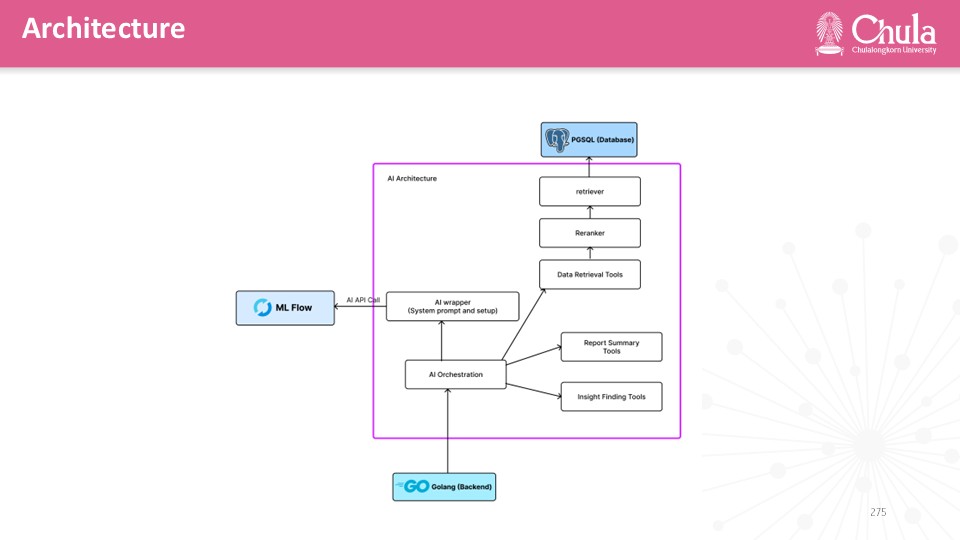 Architecture
Chula
Chulalongkorn University
PGSQL (Database)
AI Architecture
retriever
Reranker
Data Retrieval Tools
ML Flow
AI API Call
AI wrapper
(System prompt and setup)
Report Summary
Tools
AI Orchestration
Insight Finding Tools
GO Golang (Backend)
275